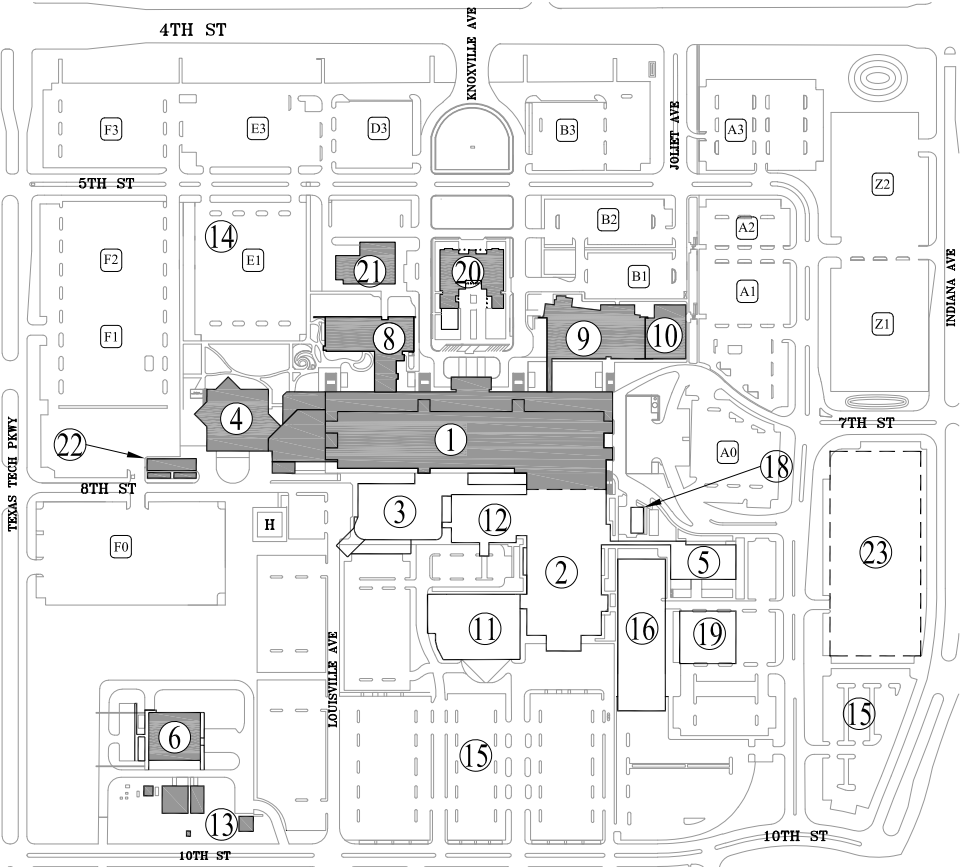 4TH ST
KNOXVILLE AVE
JOLIET AVE
F3
E3
D3
B3
A3
5TH ST
Z2
B2
A2
14
F2
E1
21
20
B1
A1
INDIANA AVE
F1
8
9
10
Z1
4
1
7TH ST
TEXAS TECH PKWY
22
A0
18
8TH ST
3
12
H
F0
2
5
23
11
16
19
LOUISVILLE AVE
6
15
15
13
10TH ST
10TH ST